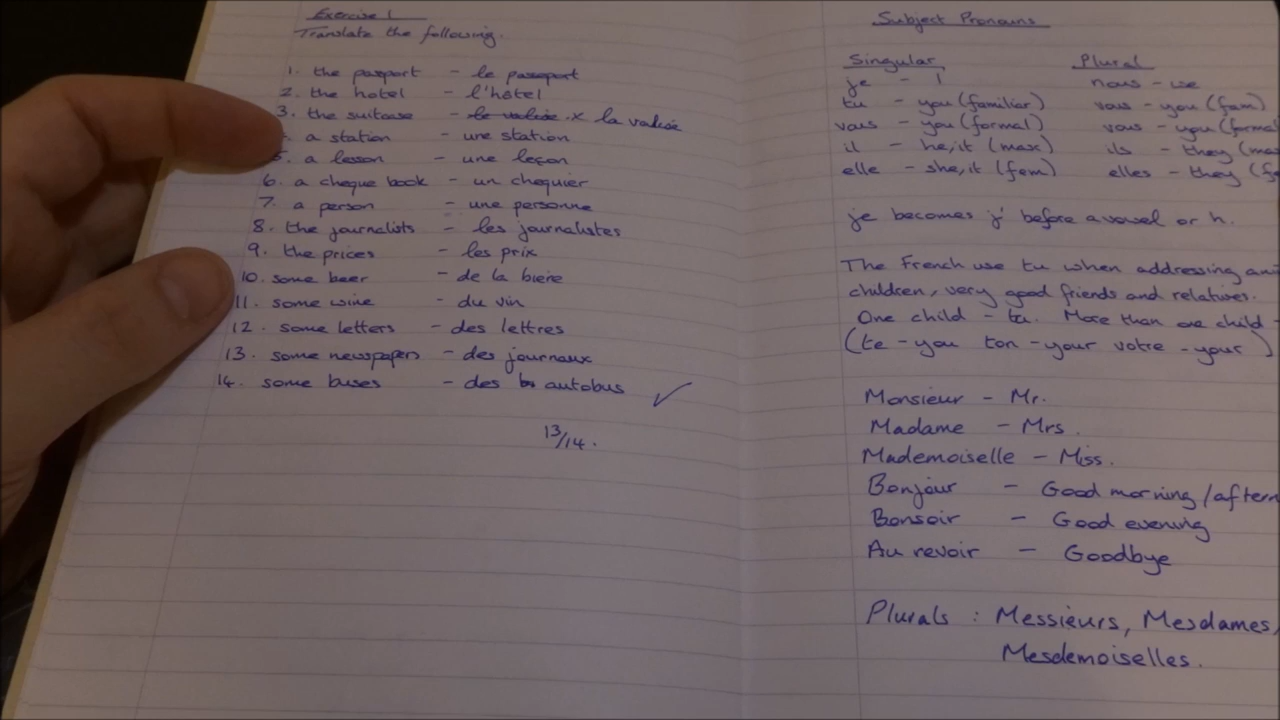 Exercise 1
Translate the following.
1. the passport - le passeport
2. the hotel - l'hôtel
3. the suitcase - le valise x la valise
4. a station - une station
5. a lesson - une leçon
6. a cheque book - un chequier
7. a person - une personne
8. the journalists - les journalistes
9. the prices - les prix
10. some beer - de la biere
11. some wine - du vin
12. some letters - des lettres
13. some newspapers - des journaux
14. some buses - des autobus ✓
13/14.
Subject Pronouns
Singular Plural
je - I nous - we
tu - you (familiar) vous - you (fam)
vous - you (formal) vous - you (formal
il - he, it (masc) ils - they (mas
elle - she, it (fem) elles - they (fe
je becomes j' before a vowel or h.
The French use tu when addressing ani
children, very good friends and relatives.
One child - tu. More than one child -
(te - you ton - your votre - your)
Monsieur - Mr.
Madame - Mrs.
Mademoiselle - Miss.
Bonjour - Good morning/aftern
Bonsoir - Good evening
Au revoir - Goodbye
Plurals : Messieurs, Mesdames,
Mesdemoiselles.